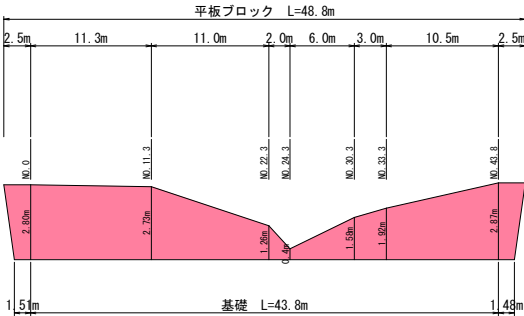 平板ブロック L=48.8m
2.5m 11.3m 11.0m 2.0m 6.0m 3.0m 10.5m 2.5m
NO.0 NO.11.3 NO.22.3 NO.24.3 NO.30.3 NO.33.3 NO.43.8
2.80m 2.73m 1.26m 0.4m 1.58m 1.92m 2.87m
1.51m 基礎 L=43.8m 1.48m